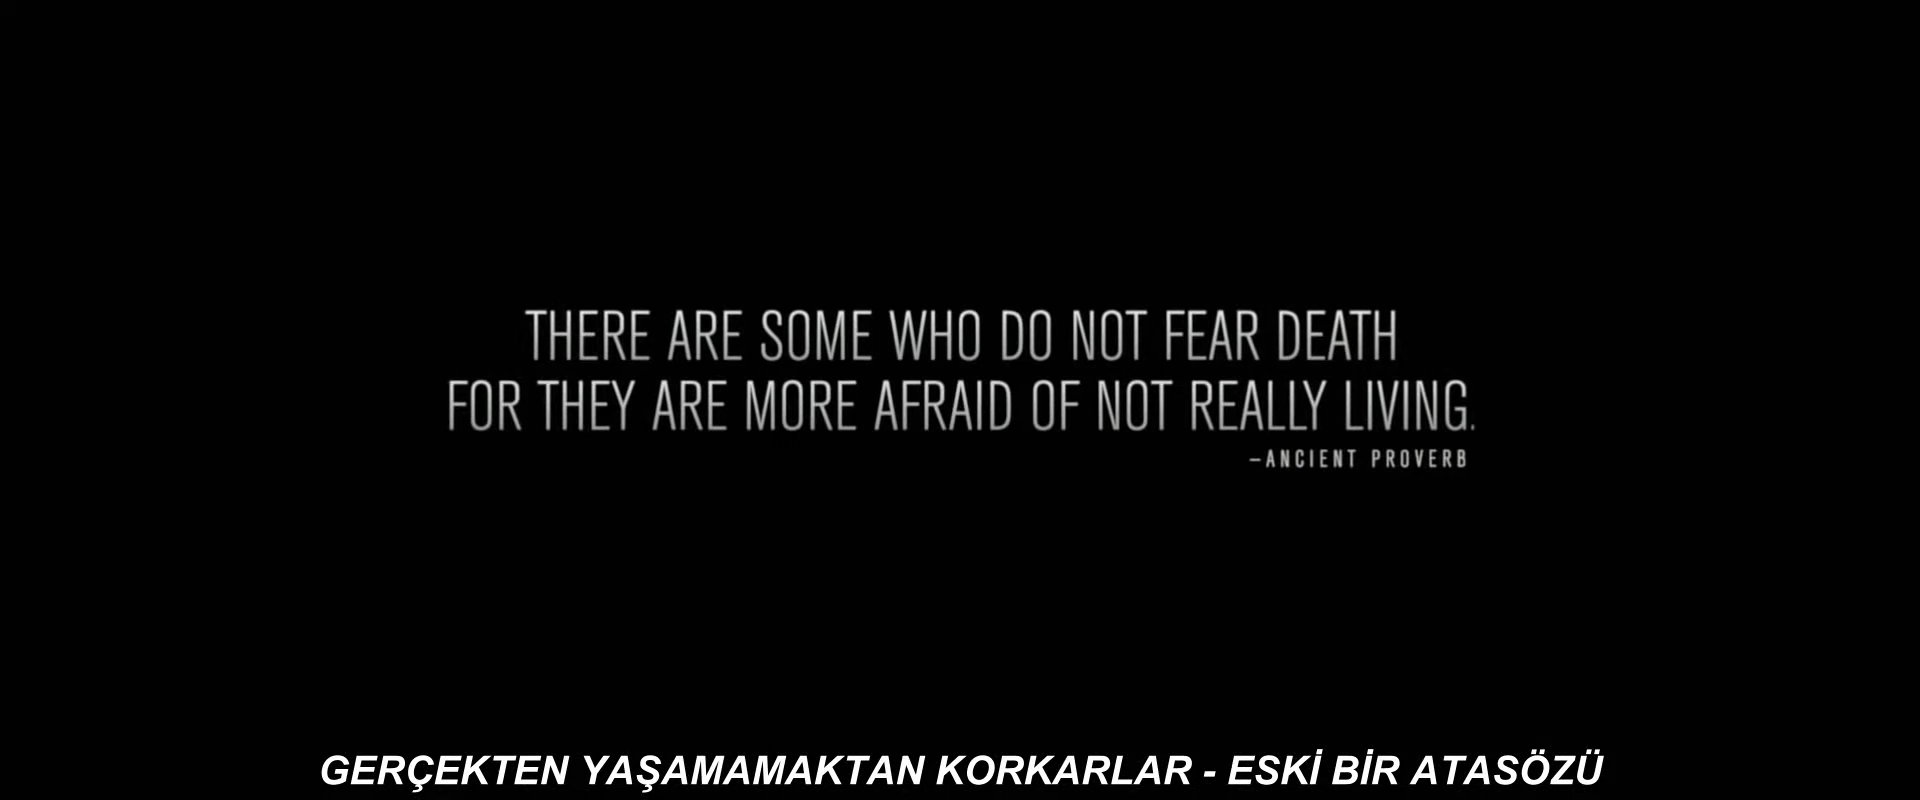 THERE ARE SOME WHO DO NOT FEAR DEATH
FOR THEY ARE MORE AFRAID OF NOT REALLY LIVING.
–ANCIENT PROVERB
GERÇEKTEN YAŞAMAMAKTAN KORKARLAR - ESKİ BİR ATASÖZÜ